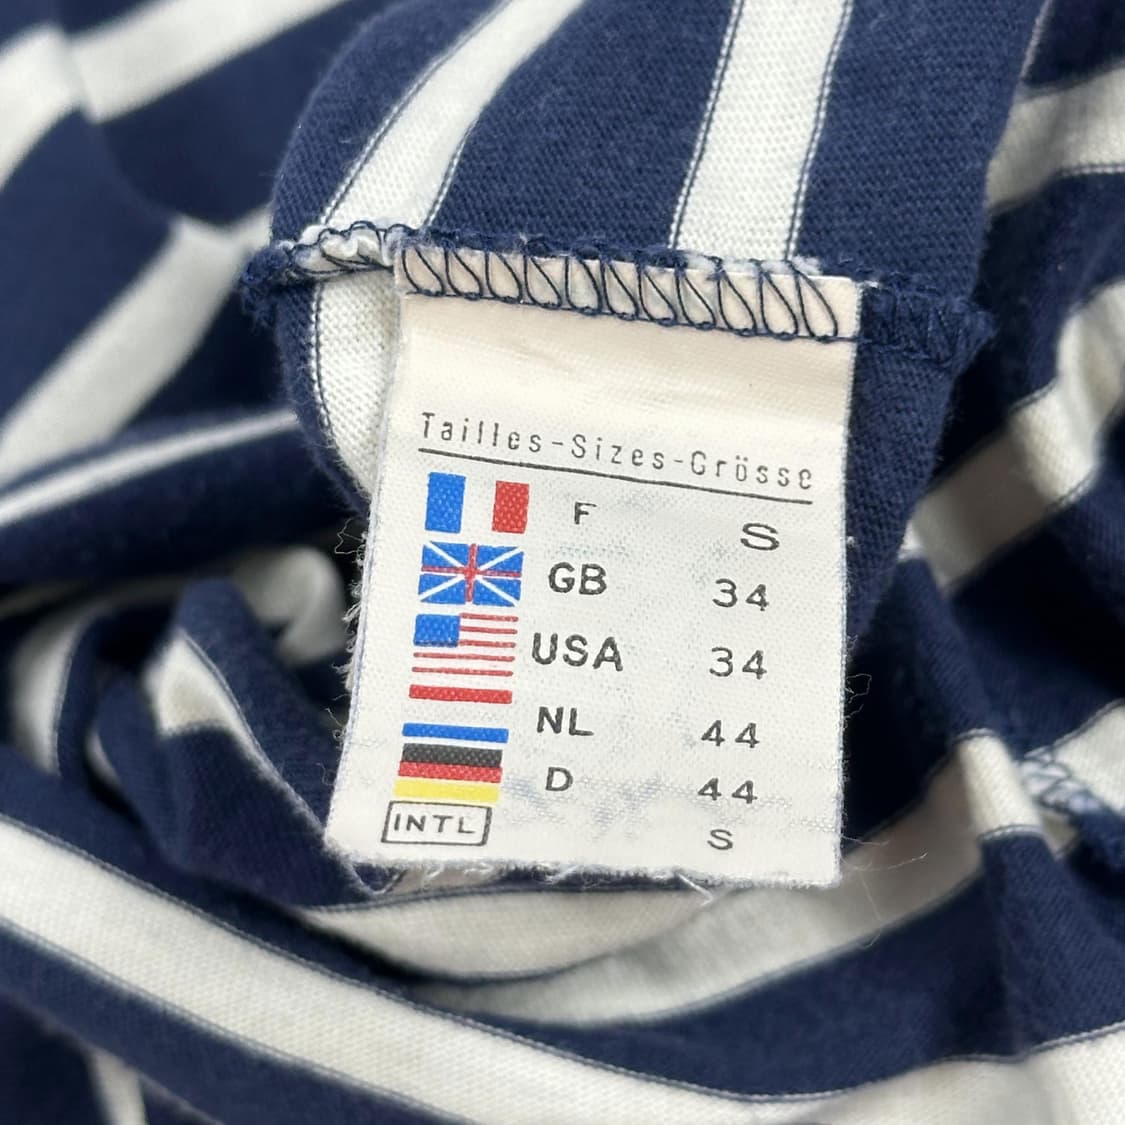 Tailles-Sizes-Grösse
F S
GB 34
USA 34
NL 44
D 44
INTL S